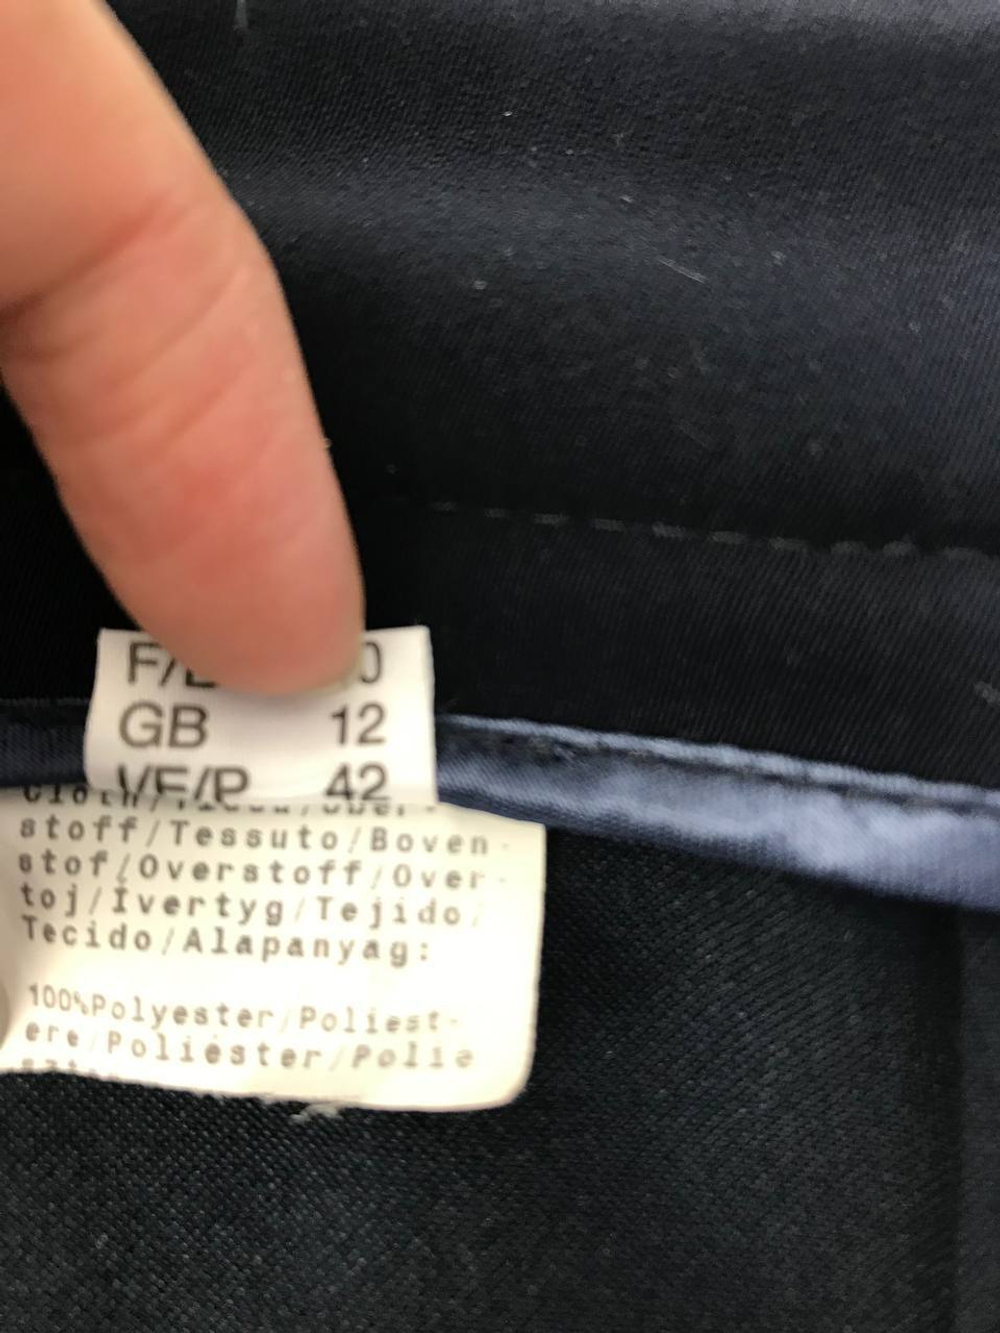 GB 12
42
stoff/Tessuto/Boven-
stof/Overstoff/Over-
toj/Ivertyg/Tejido/
Tecido/Alapanyag:
100%Polyester/Poliest-
ere/Poliéster/Polie